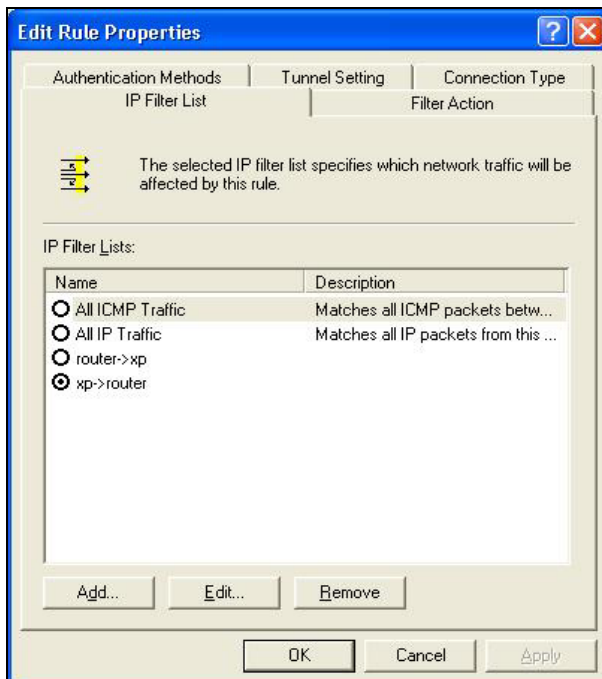 Edit Rule Properties
Authentication Methods Tunnel Setting Connection Type
IP Filter List Filter Action
The selected IP filter list specifies which network traffic will be
affected by this rule.
IP Filter Lists:
Name Description
All ICMP Traffic Matches all ICMP packets betw...
All IP Traffic Matches all IP packets from this ...
router->xp
xp->router
Add... Edit... Remove
OK Cancel Apply